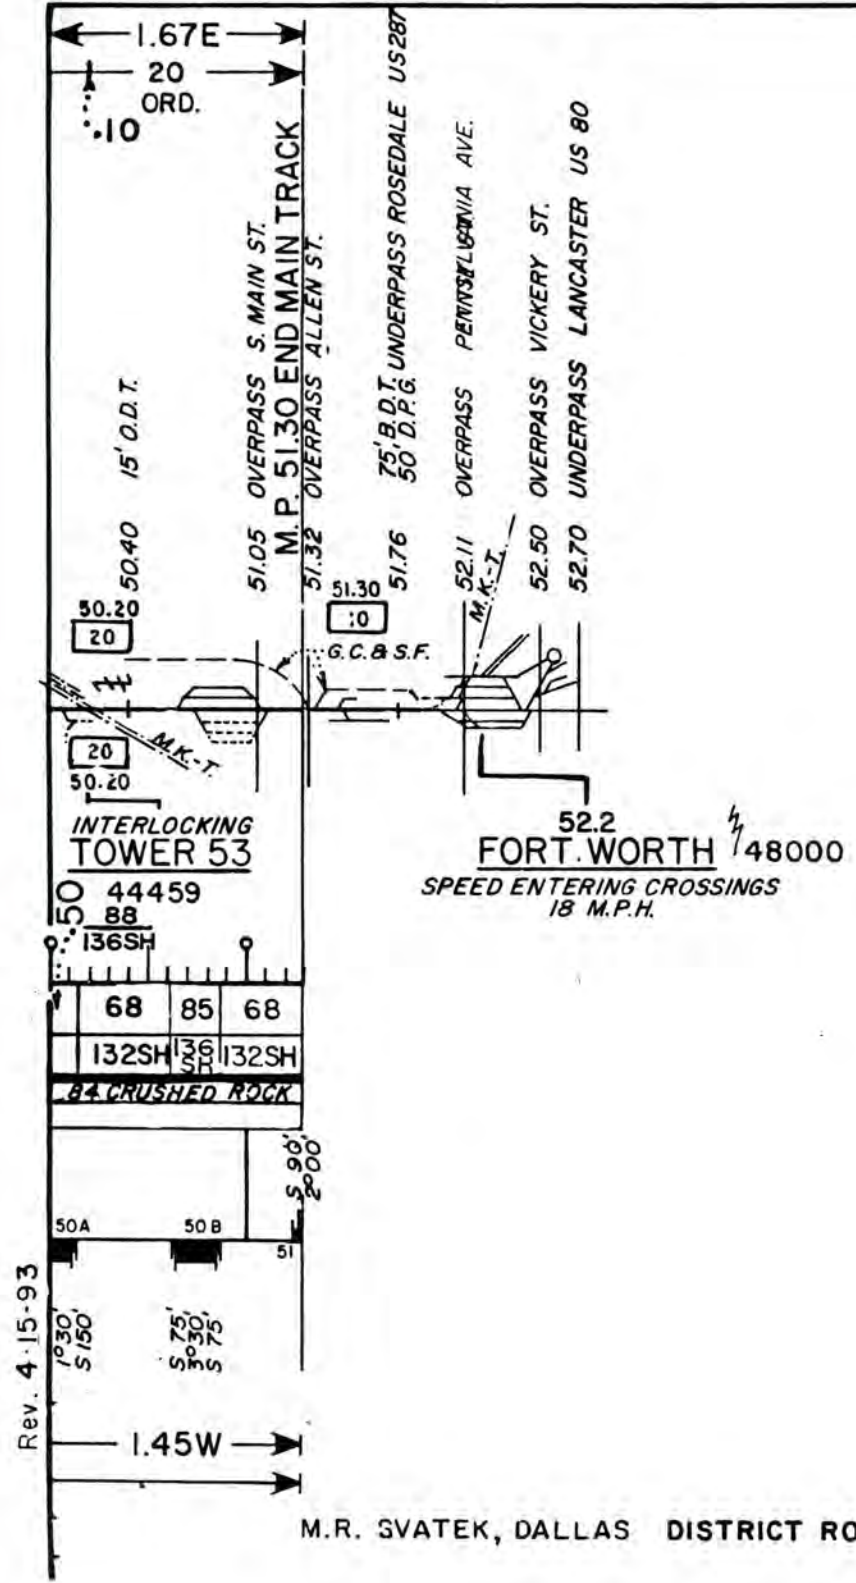 1.67E
20
ORD.
.10
50.40 15' O.D.T.
51.05 OVERPASS S. MAIN ST.
M.P. 51.30 END MAIN TRACK
51.32 OVERPASS ALLEN ST.
51.76 75' B.D.T. 50' D.P.G. UNDERPASS ROSEDALE US287
52.11 OVERPASS AVE.
52.50 OVERPASS VICKERY ST.
52.70 UNDERPASS LANCASTER US 80
50.20
20
51.30
10
G.C. & S.F.
M.K.-T.
M.K.-T.
20
50.20
INTERLOCKING
TOWER 53
44459
88
136SH
50
52.2
FORT WORTH 48000
SPEED ENTERING CROSSINGS
18 M.P.H.
68 85 68
132SH 136 SH 132SH
84 CRUSHED ROCK
S 90'
2°00'
50A 50B 51
1°30'
S 150'
S 75'
3°30'
S 75'
Rev. 4-15-93
1.45W
M.R. SVATEK, DALLAS DISTRICT RO